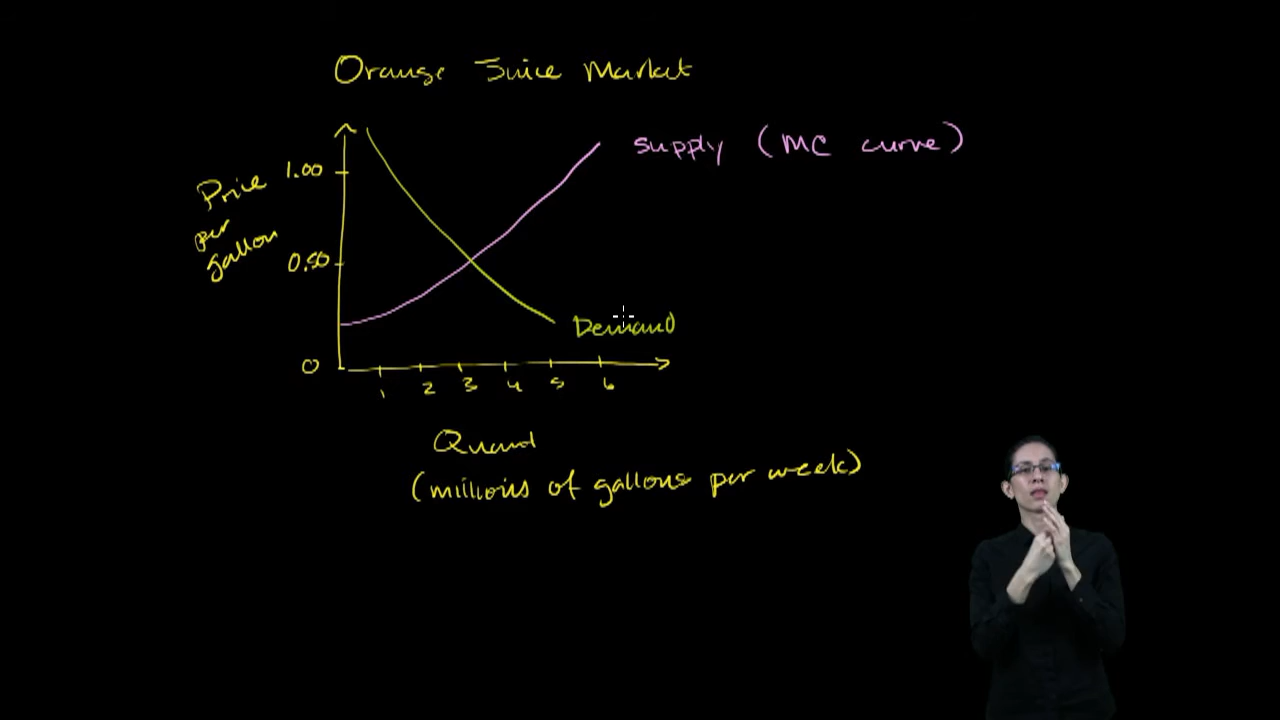 Orange Juice Market
supply (MC curve)
1.00
Price
per
gallon
0.50
Demand
0
1 2 3 4 5 6
Quant
(millions of gallons per week)